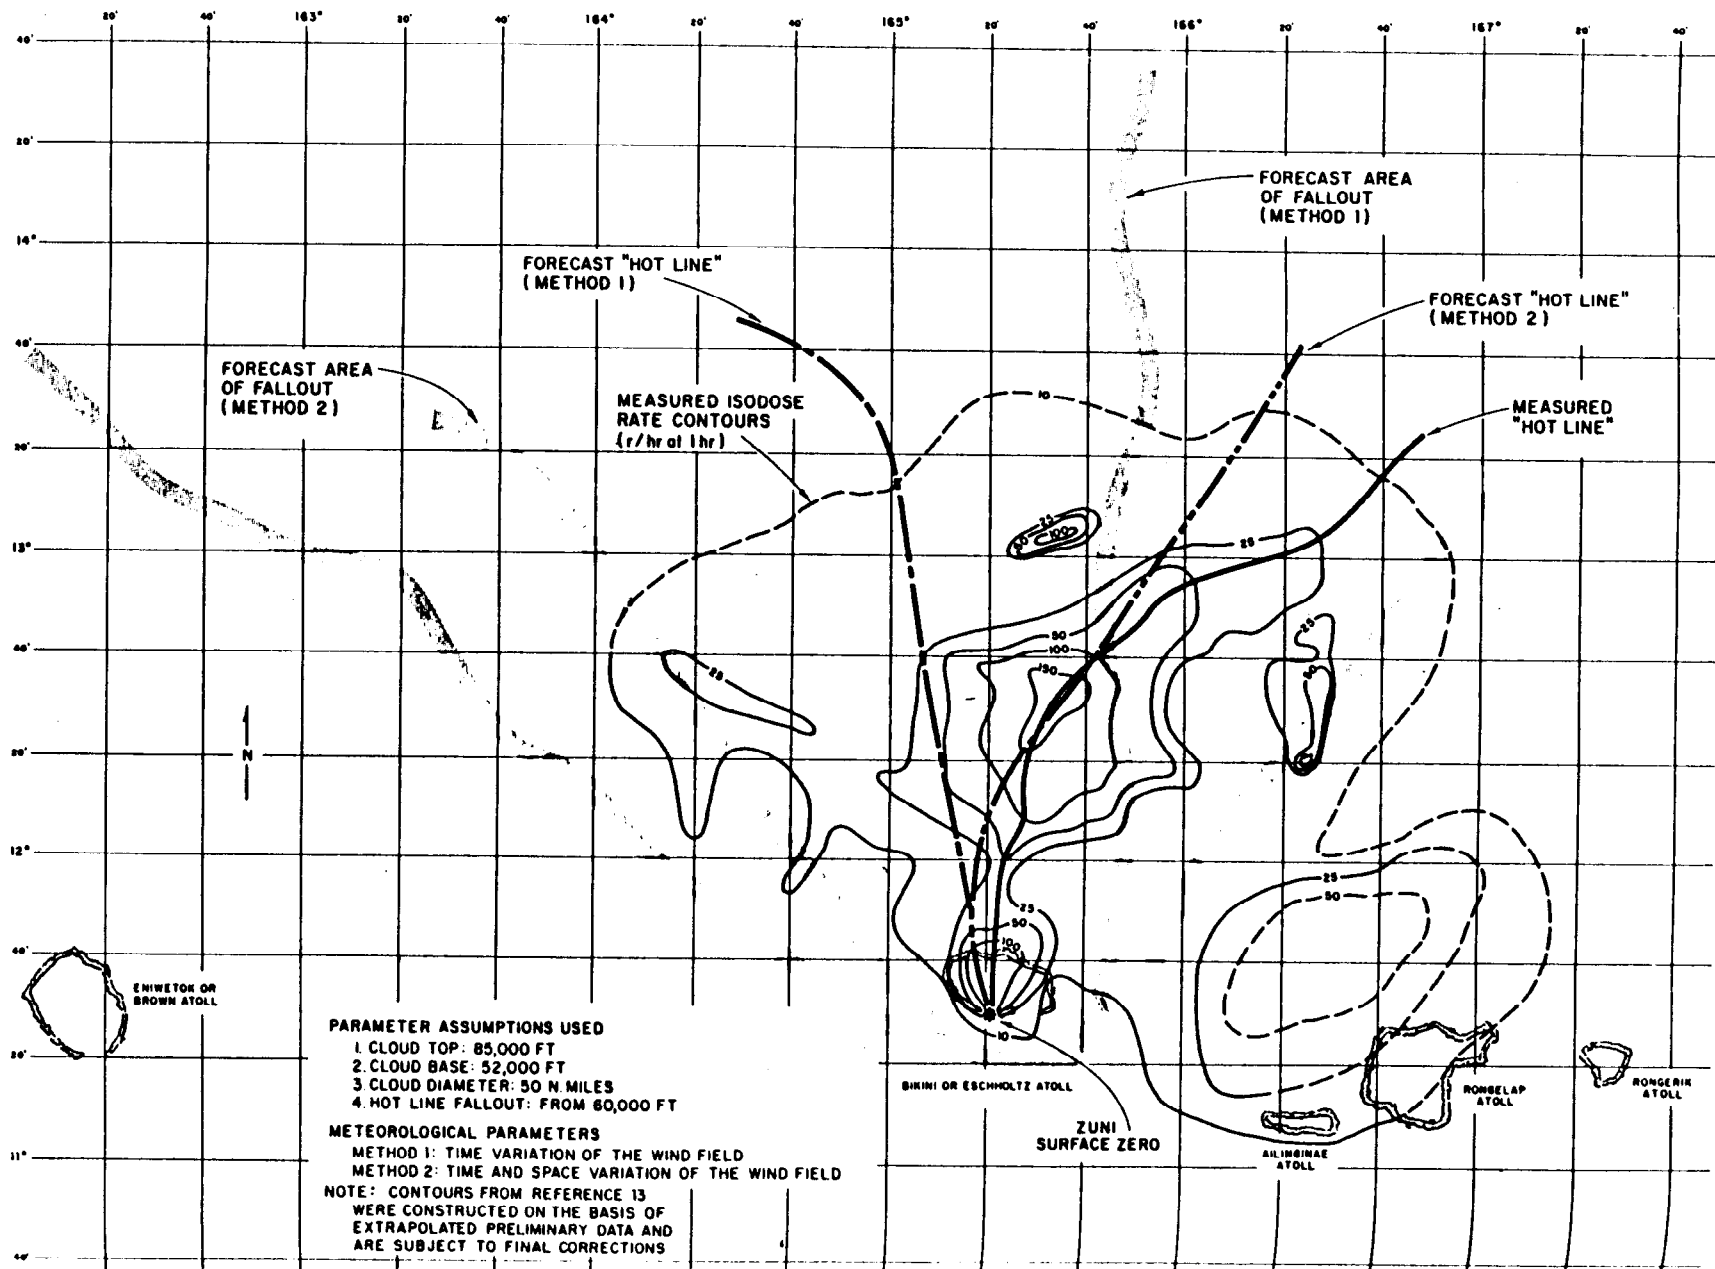 20' 40' 163° 20' 40' 164° 20' 40' 165° 20' 40' 166° 20' 40' 167° 20' 40'
40'
20'
14°
40'
20'
13°
40'
20'
12°
40'
20'
11°
40'
FORECAST AREA
OF FALLOUT
(METHOD 1)
FORECAST "HOT LINE"
(METHOD 1)
FORECAST "HOT LINE"
(METHOD 2)
FORECAST AREA
OF FALLOUT
(METHOD 2)
E
MEASURED ISODOSE
RATE CONTOURS
(r/hr at 1 hr)
MEASURED
"HOT LINE"
10
25
50
100
25
50
100
150
25
25
50
N
25
50
100
10
25
50
ENIWETOK OR
BROWN ATOLL
BIKINI OR ESCHHOLTZ ATOLL
ZUNI
SURFACE ZERO
RONGELAP
ATOLL
RONGERIK
ATOLL
AILINGINAE
ATOLL
PARAMETER ASSUMPTIONS USED
1. CLOUD TOP: 85,000 FT
2. CLOUD BASE: 52,000 FT
3. CLOUD DIAMETER: 50 N. MILES
4. HOT LINE FALLOUT: FROM 60,000 FT
METEOROLOGICAL PARAMETERS
METHOD 1: TIME VARIATION OF THE WIND FIELD
METHOD 2: TIME AND SPACE VARIATION OF THE WIND FIELD
NOTE: CONTOURS FROM REFERENCE 13
WERE CONSTRUCTED ON THE BASIS OF
EXTRAPOLATED PRELIMINARY DATA AND
ARE SUBJECT TO FINAL CORRECTIONS